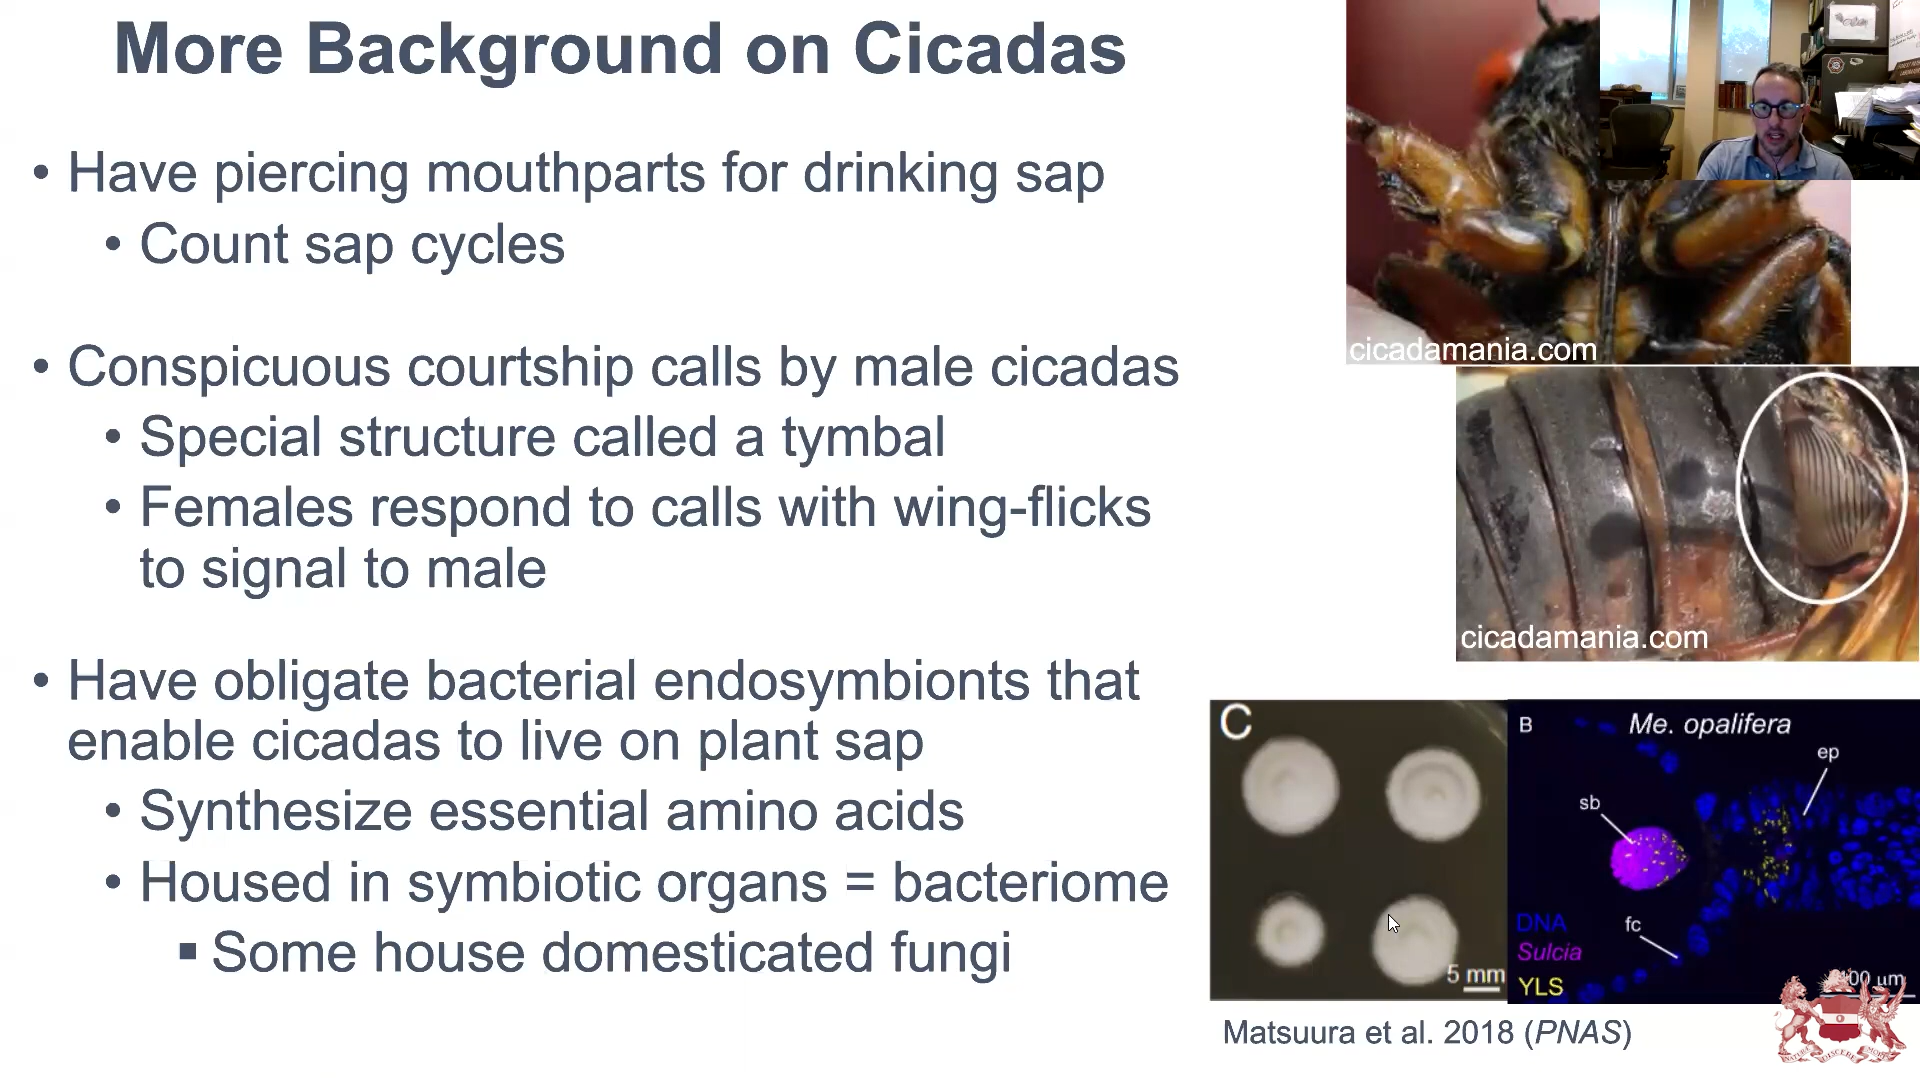 More Background on Cicadas
• Have piercing mouthparts for drinking sap
• Count sap cycles
• Conspicuous courtship calls by male cicadas
• Special structure called a tymbal
• Females respond to calls with wing-flicks
to signal to male
• Have obligate bacterial endosymbionts that
enable cicadas to live on plant sap
• Synthesize essential amino acids
• Housed in symbiotic organs = bacteriome
▪ Some house domesticated fungi
cicadamania.com
cicadamania.com
C
5 mm
B
Me. opalifera
ep
sb
fc
DNA
Sulcia
YLS
µm
Matsuura et al. 2018 (PNAS)